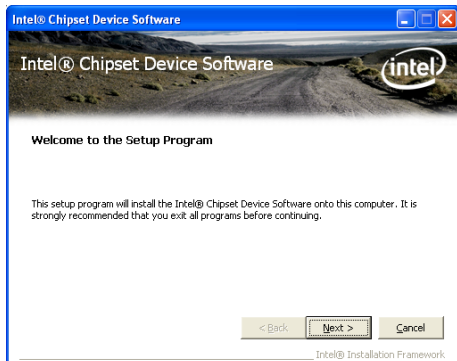 Intel® Chipset Device Software
Intel® Chipset Device Software
intel
Welcome to the Setup Program
This setup program will install the Intel® Chipset Device Software onto this computer. It is
strongly recommended that you exit all programs before continuing.
< Back
Next >
Cancel
Intel® Installation Framework